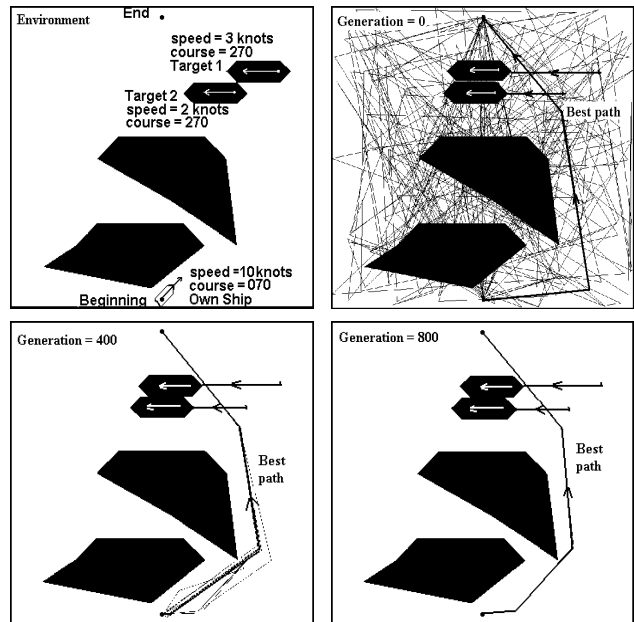 Environment
End
speed = 3 knots
course = 270
Target 1
Target 2
speed = 2 knots
course = 270
speed =10knots
course = 070
Own Ship
Beginning
Generation = 0.
Best path
Generation = 400
Best
path
Generation = 800
Best
path